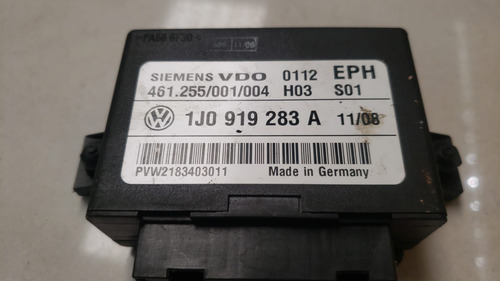 SIEMENS VDO 0112 EPH
461.255/001/004 H03 S01
1J0 919 283 A 11/08
PVW2183403011 Made in Germany